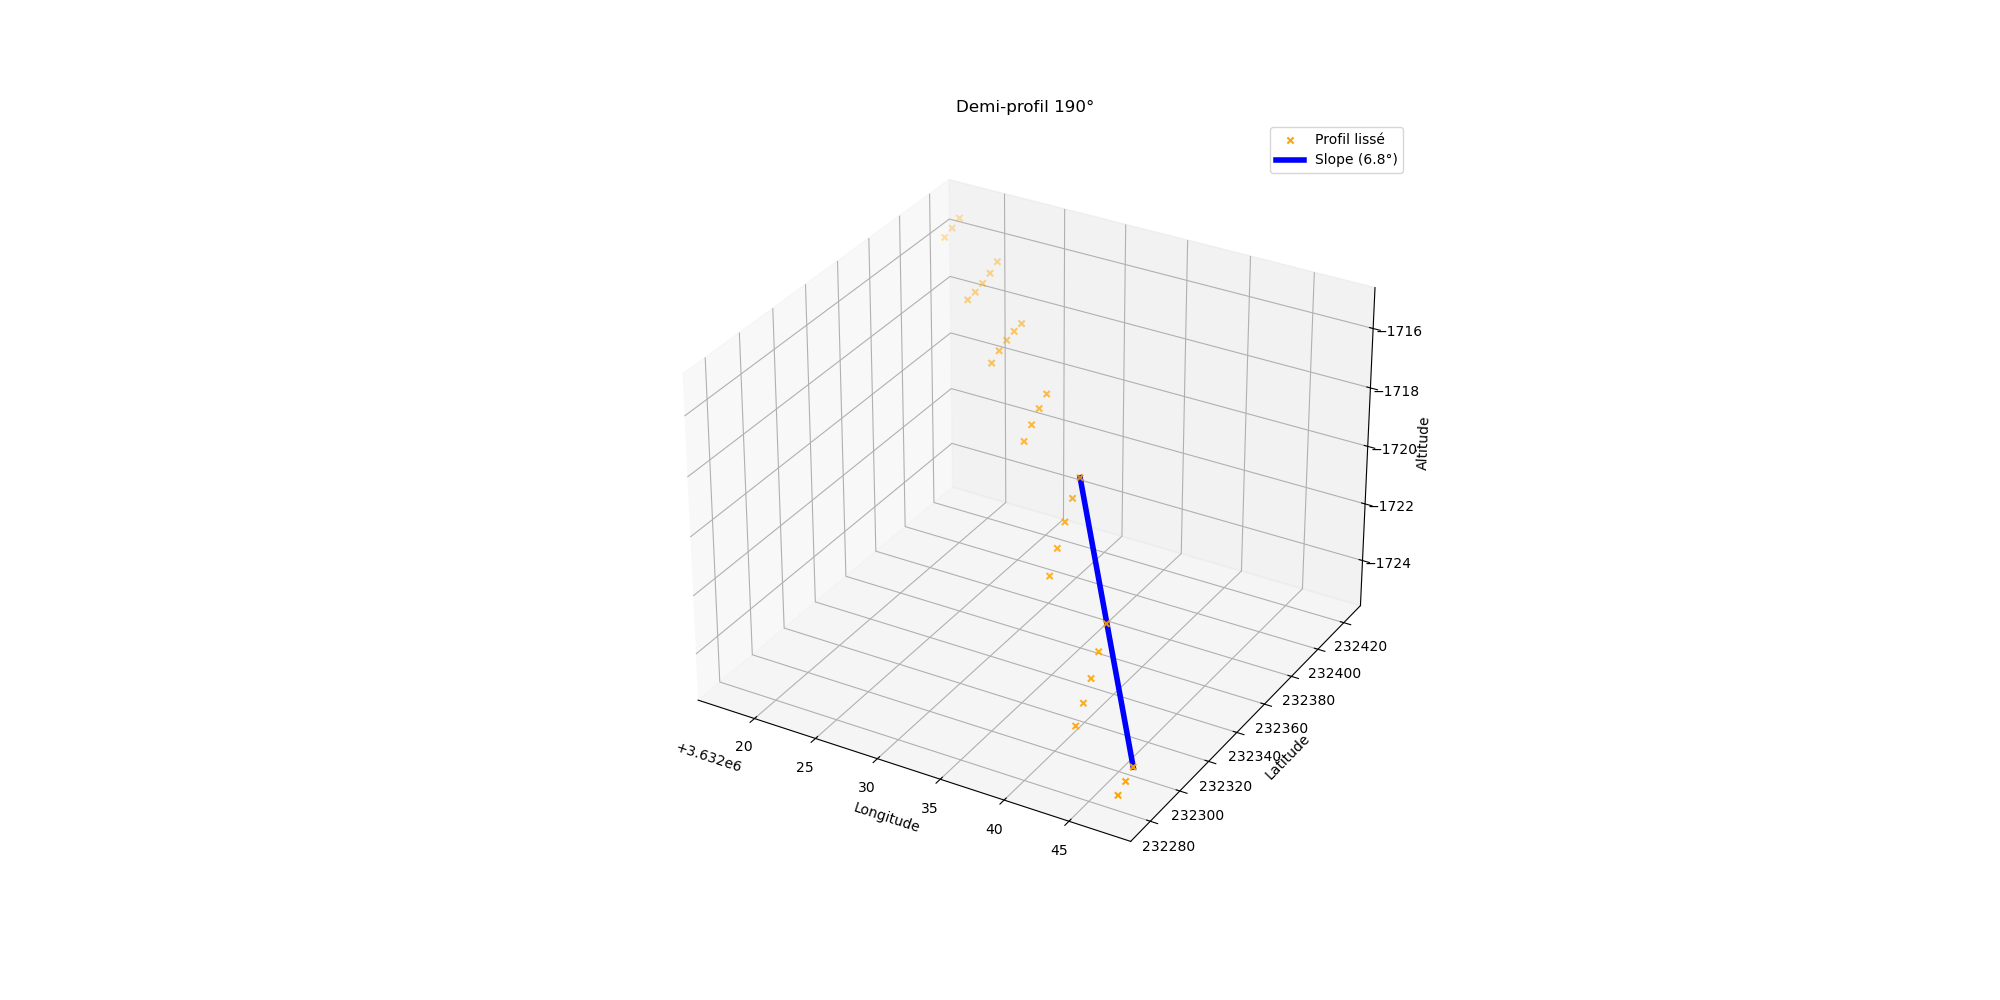 Demi-profil 190°
Profil lissé
Slope (6.8°)
−1716
−1718
−1720
−1722
−1724
Altitude
232420
232400
232380
232360
232340
232320
232300
232280
Latitude
20
25
30
35
40
45
+3.632e6
Longitude